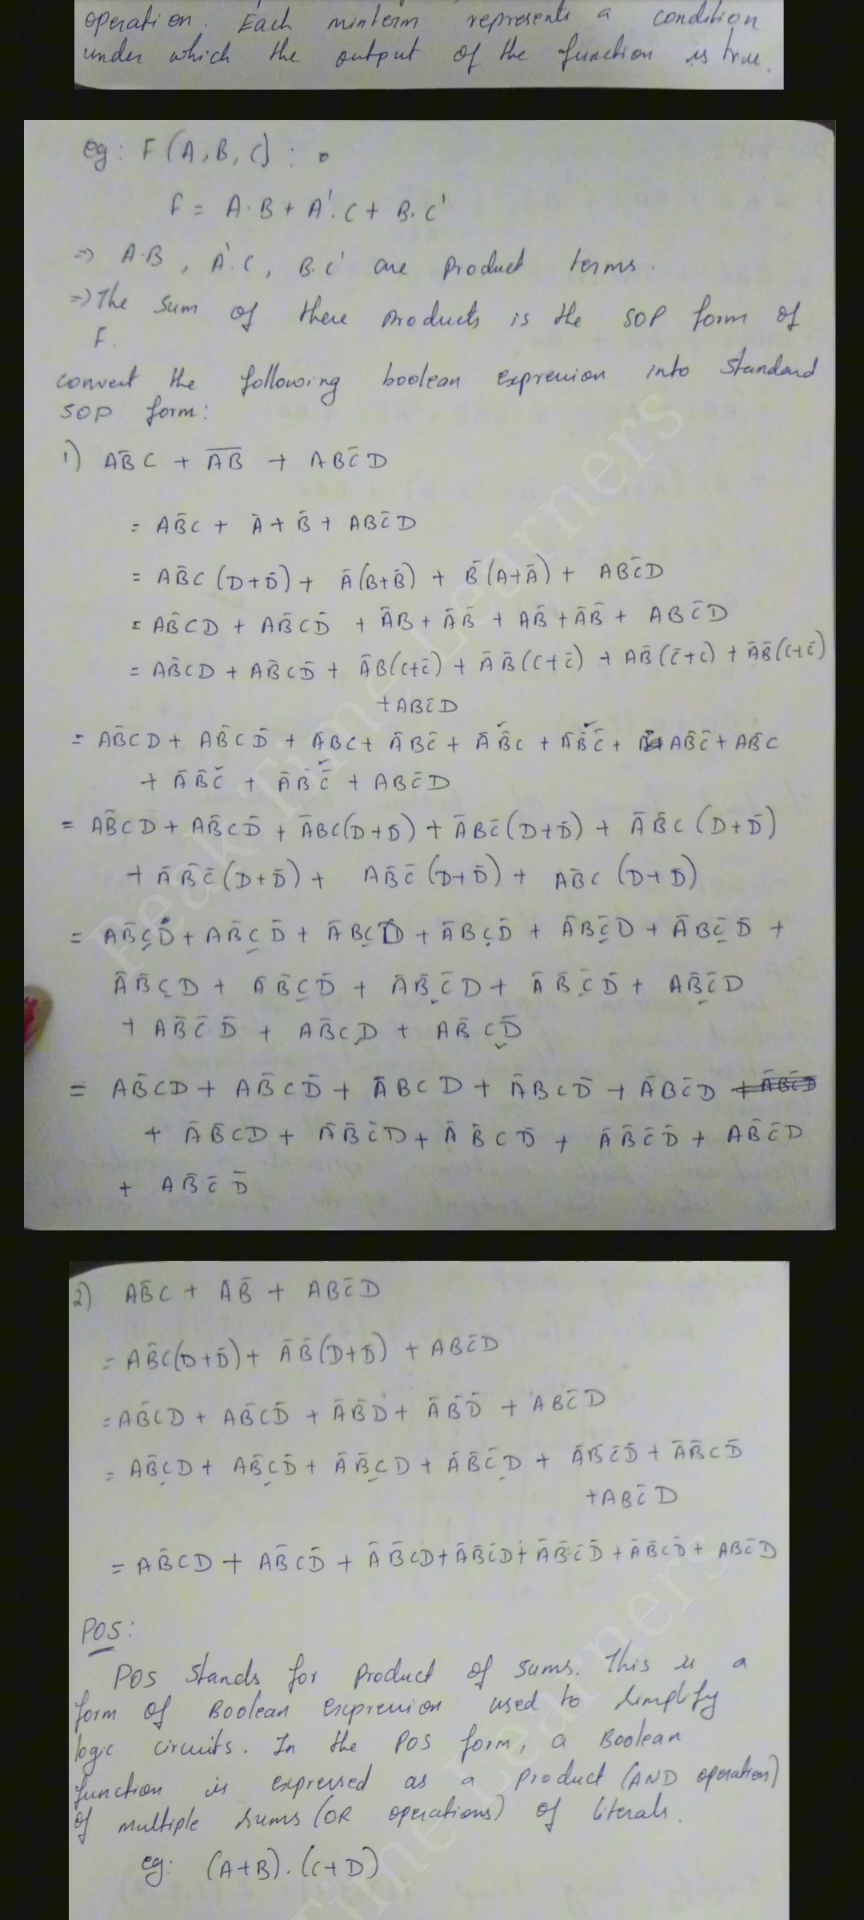 operation. Each minterm represents a condition
under which the output of the function is true.
eg: F(A,B,C) :
F = A·B + A'·C + B·C'
=> A·B, A'·C, B·C' are product terms.
=> The sum of these products is the SOP form of
F.
convert the following boolean expression into standard
SOP form:
1) AB̄C + A̅B̅ + ABC̄D
= AB̄C + Ā + B̄ + ABC̄D
= AB̄C(D+D̄) + Ā(B+B̄) + B̄(A+Ā) + ABC̄D
= AB̄CD + AB̄CD̄ + ĀB + ĀB̄ + AB̄ + ĀB̄ + ABC̄D
= AB̄CD + AB̄CD̄ + ĀB(C+C̄) + ĀB̄(C+C̄) + AB̄(C̄+C) + ĀB̄(C+C̄)
+ABC̄D
= AB̄CD + AB̄CD̄ + ĀBC + ĀBC̄ + ĀB̄C + ĀB̄C̄ + AB̄C̄ + AB̄C
+ ĀB̄C + ĀB̄C̄ + ABC̄D
= AB̄CD + AB̄CD̄ + ĀBC(D+D̄) + ĀBC̄(D+D̄) + ĀB̄C(D+D̄)
+ ĀB̄C̄(D+D̄) + AB̄C̄(D+D̄) + AB̄C(D+D̄)
= AB̄CD + AB̄CD̄ + ĀBCD + ĀBCD̄ + ĀBC̄D + ĀBC̄D̄ +
ĀB̄CD + ĀB̄CD̄ + ĀB̄C̄D + ĀB̄C̄D̄ + AB̄C̄D
+ AB̄C̄D̄ + AB̄CD + AB̄CD̄
= AB̄CD + AB̄CD̄ + ĀBCD + ĀBCD̄ + ĀBC̄D
+ ĀB̄CD + ĀB̄C̄D + ĀB̄CD̄ + ĀB̄C̄D̄ + AB̄C̄D
+ AB̄C̄D̄
2) AB̄C + ĀB̄ + ABC̄D
= AB̄C(D+D̄) + ĀB̄(D+D̄) + ABC̄D
= AB̄CD + AB̄CD̄ + ĀB̄D + ĀB̄D̄ + ABC̄D
= AB̄CD + AB̄CD̄ + ĀB̄CD + ĀB̄C̄D + ĀB̄C̄D̄ + ĀB̄CD̄
+ABC̄D
= AB̄CD + AB̄CD̄ + ĀB̄CD + ĀB̄C̄D + ĀB̄C̄D̄ + ĀB̄CD̄ + ABC̄D
POS:
POS stands for product of sums. This is a
form of Boolean expression used to simplify
logic circuits. In the POS form, a Boolean
function is expressed as a product (AND operation)
of multiple sums (OR operations) of literals.
eg: (A+B).(C+D)